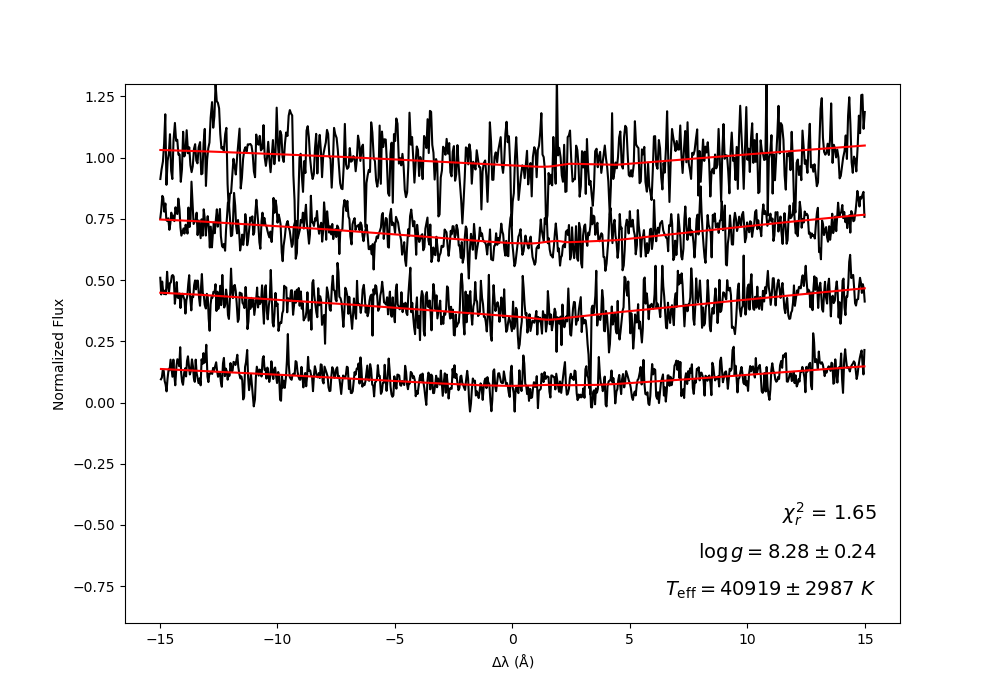 1.25
1.00
0.75
0.50
0.25
0.00
−0.25
−0.50
−0.75
Normalized Flux
χ²ᵣ = 1.65
log g = 8.28 ± 0.24
T_eff = 40919 ± 2987 K
−15 −10 −5 0 5 10 15
Δλ (Å)